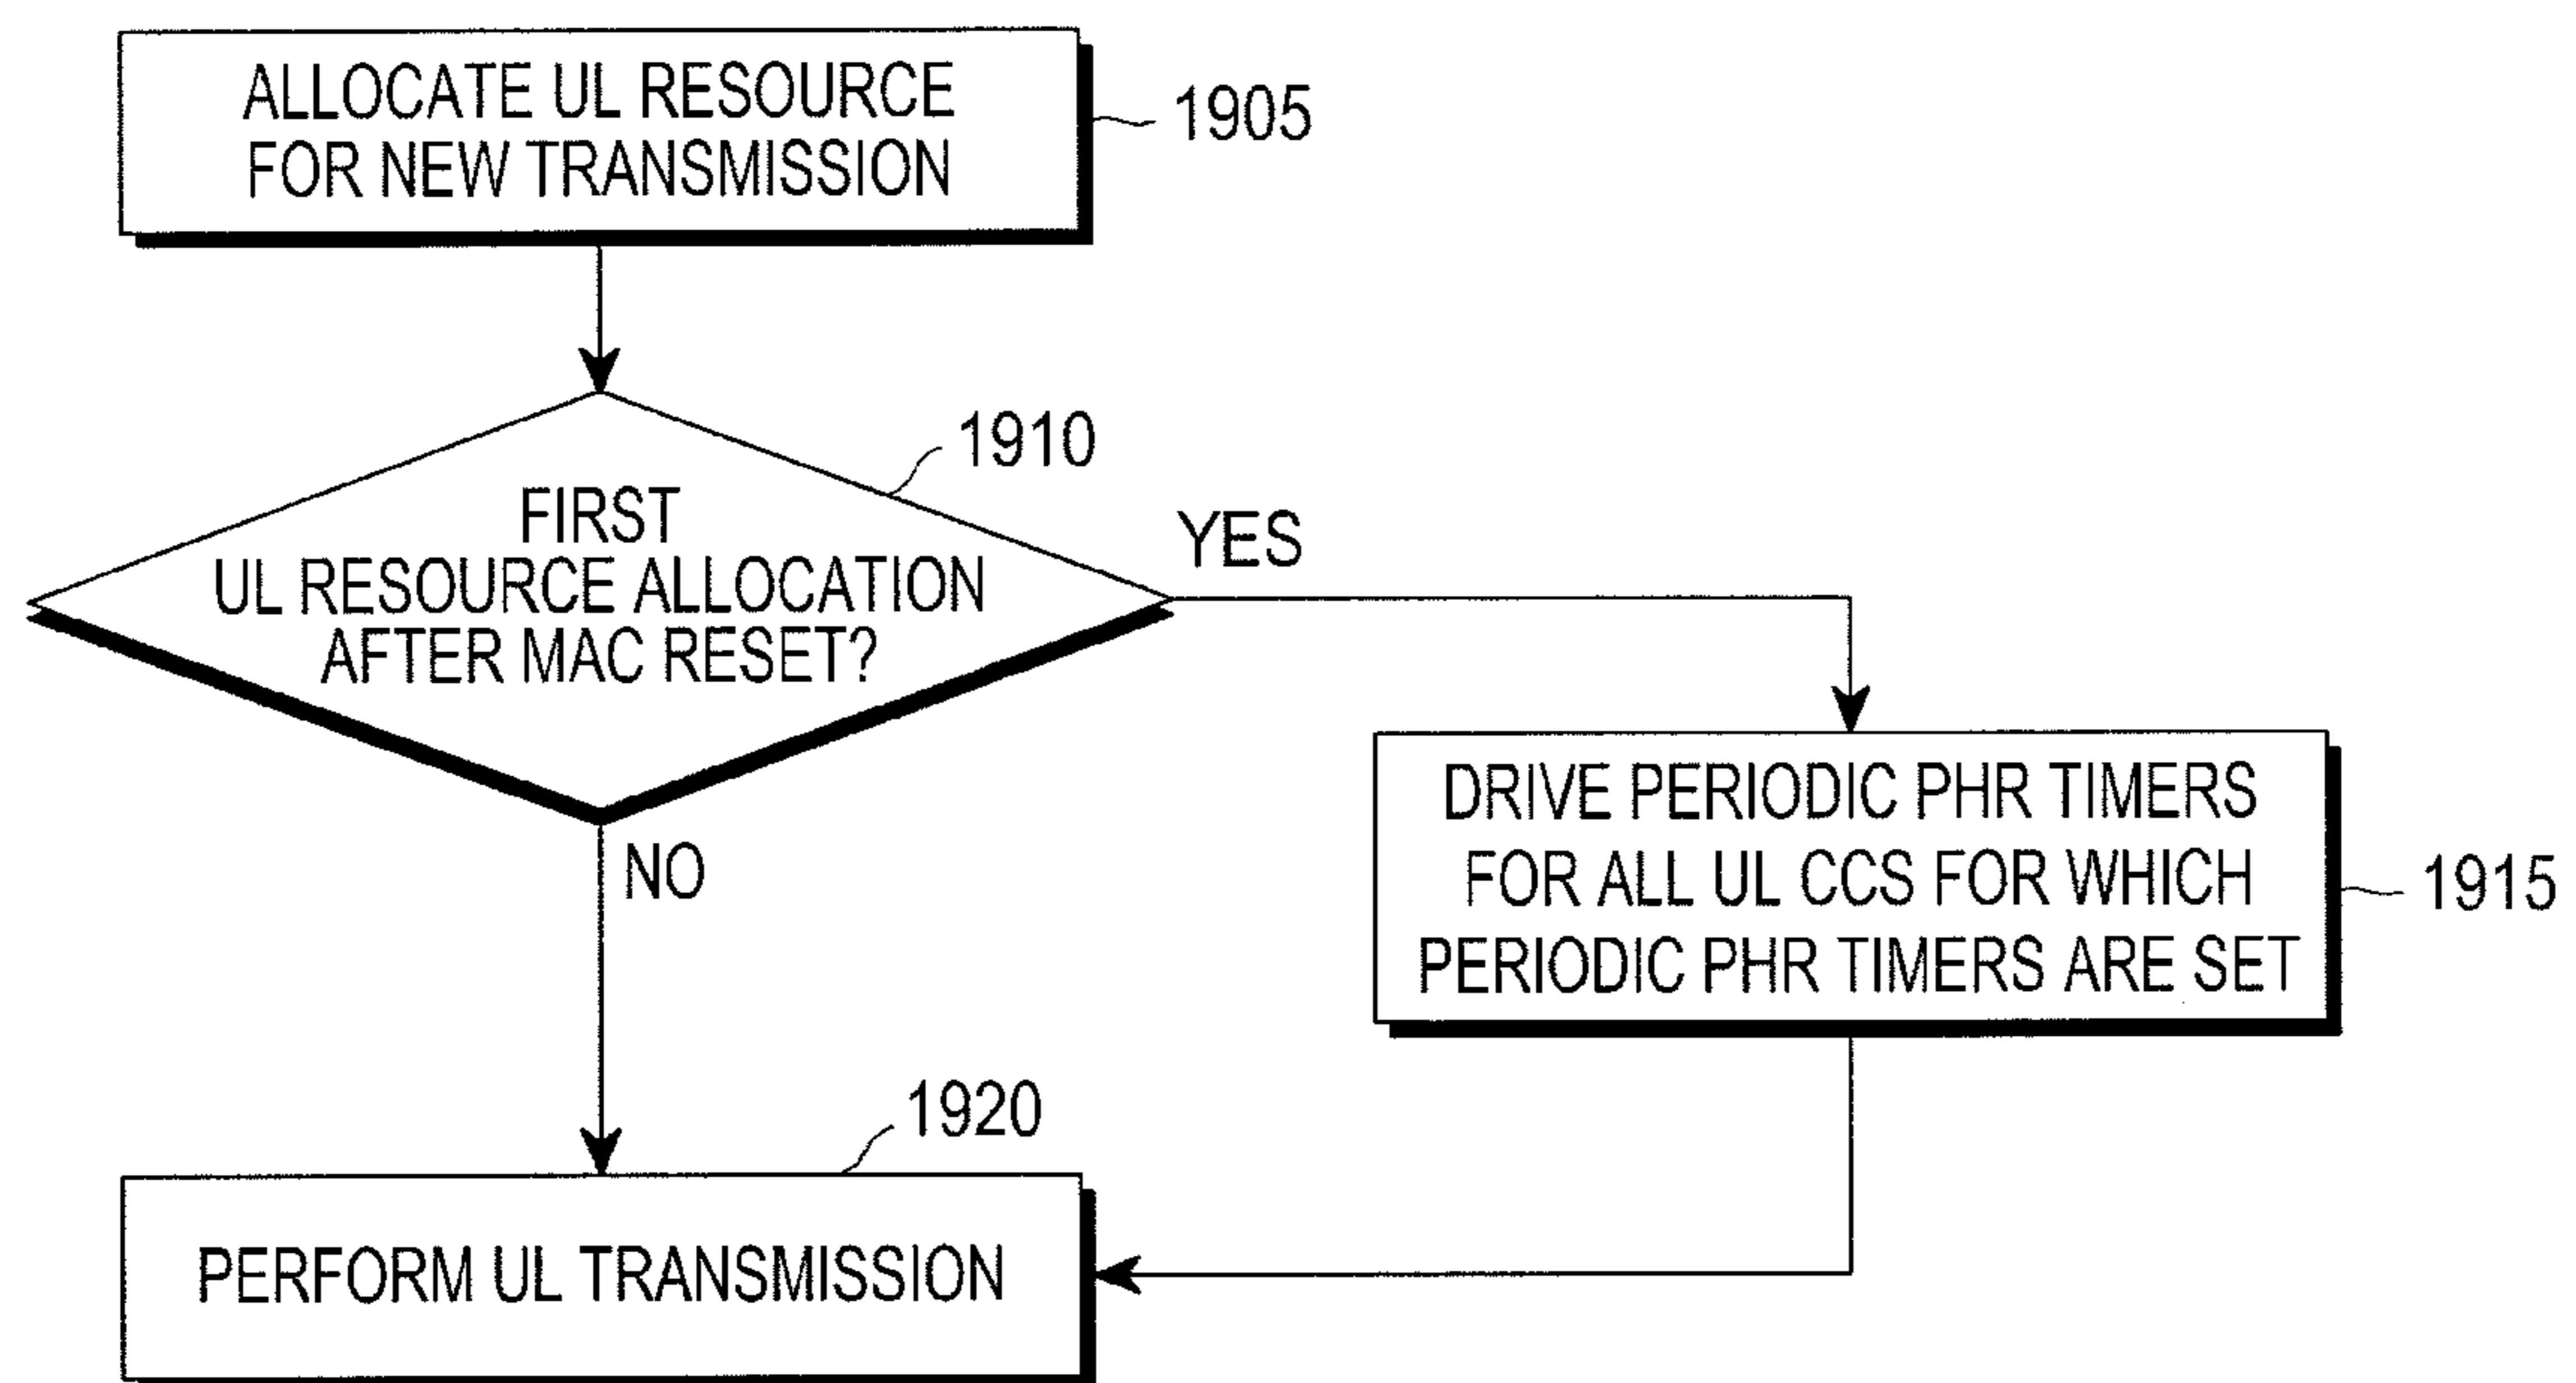 ALLOCATE UL RESOURCE
FOR NEW TRANSMISSION
1905
1910
FIRST
UL RESOURCE ALLOCATION
AFTER MAC RESET?
YES
NO
DRIVE PERIODIC PHR TIMERS
FOR ALL UL CCS FOR WHICH
PERIODIC PHR TIMERS ARE SET
1915
1920
PERFORM UL TRANSMISSION